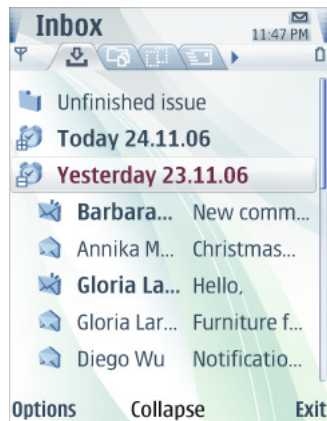 Inbox
11:47 PM
Unfinished issue
Today 24.11.06
Yesterday 23.11.06
Barbara... New comm...
Annika M... Christmas...
Gloria La... Hello,
Gloria Lar... Furniture f...
Diego Wu Notificatio...
Options Collapse Exit